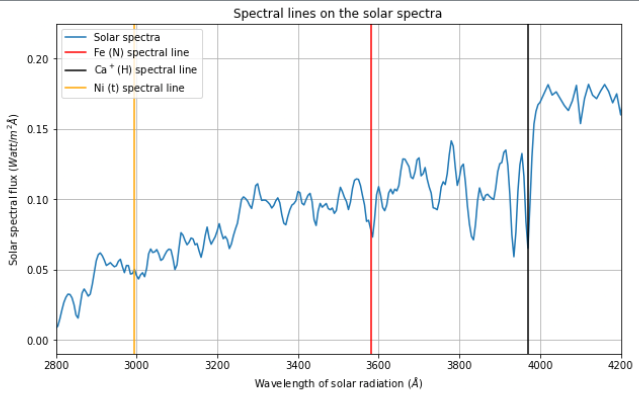 Spectral lines on the solar spectra
Solar spectra
Fe (N) spectral line
Ca⁺ (H) spectral line
Ni (t) spectral line
Solar spectral flux (Watt/m²Å)
0.20
0.15
0.10
0.05
0.00
2800 3000 3200 3400 3600 3800 4000 4200
Wavelength of solar radiation (Å)